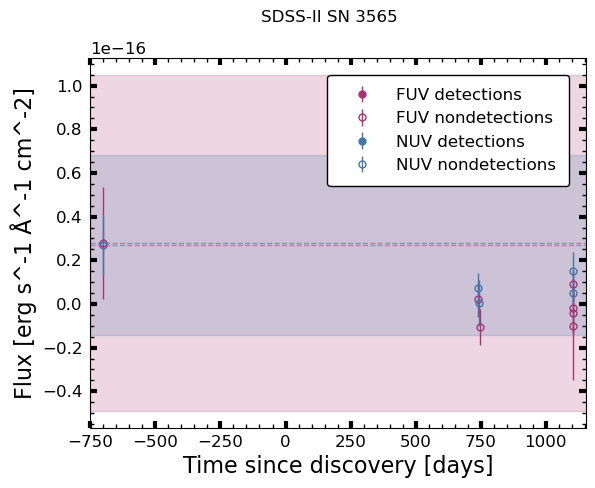 SDSS-II SN 3565
1e−16
Flux [erg s^-1 Å^-1 cm^-2]
1.0
0.8
0.6
0.4
0.2
0.0
−0.2
−0.4
FUV detections
FUV nondetections
NUV detections
NUV nondetections
−750
−500
−250
0
250
500
750
1000
Time since discovery [days]